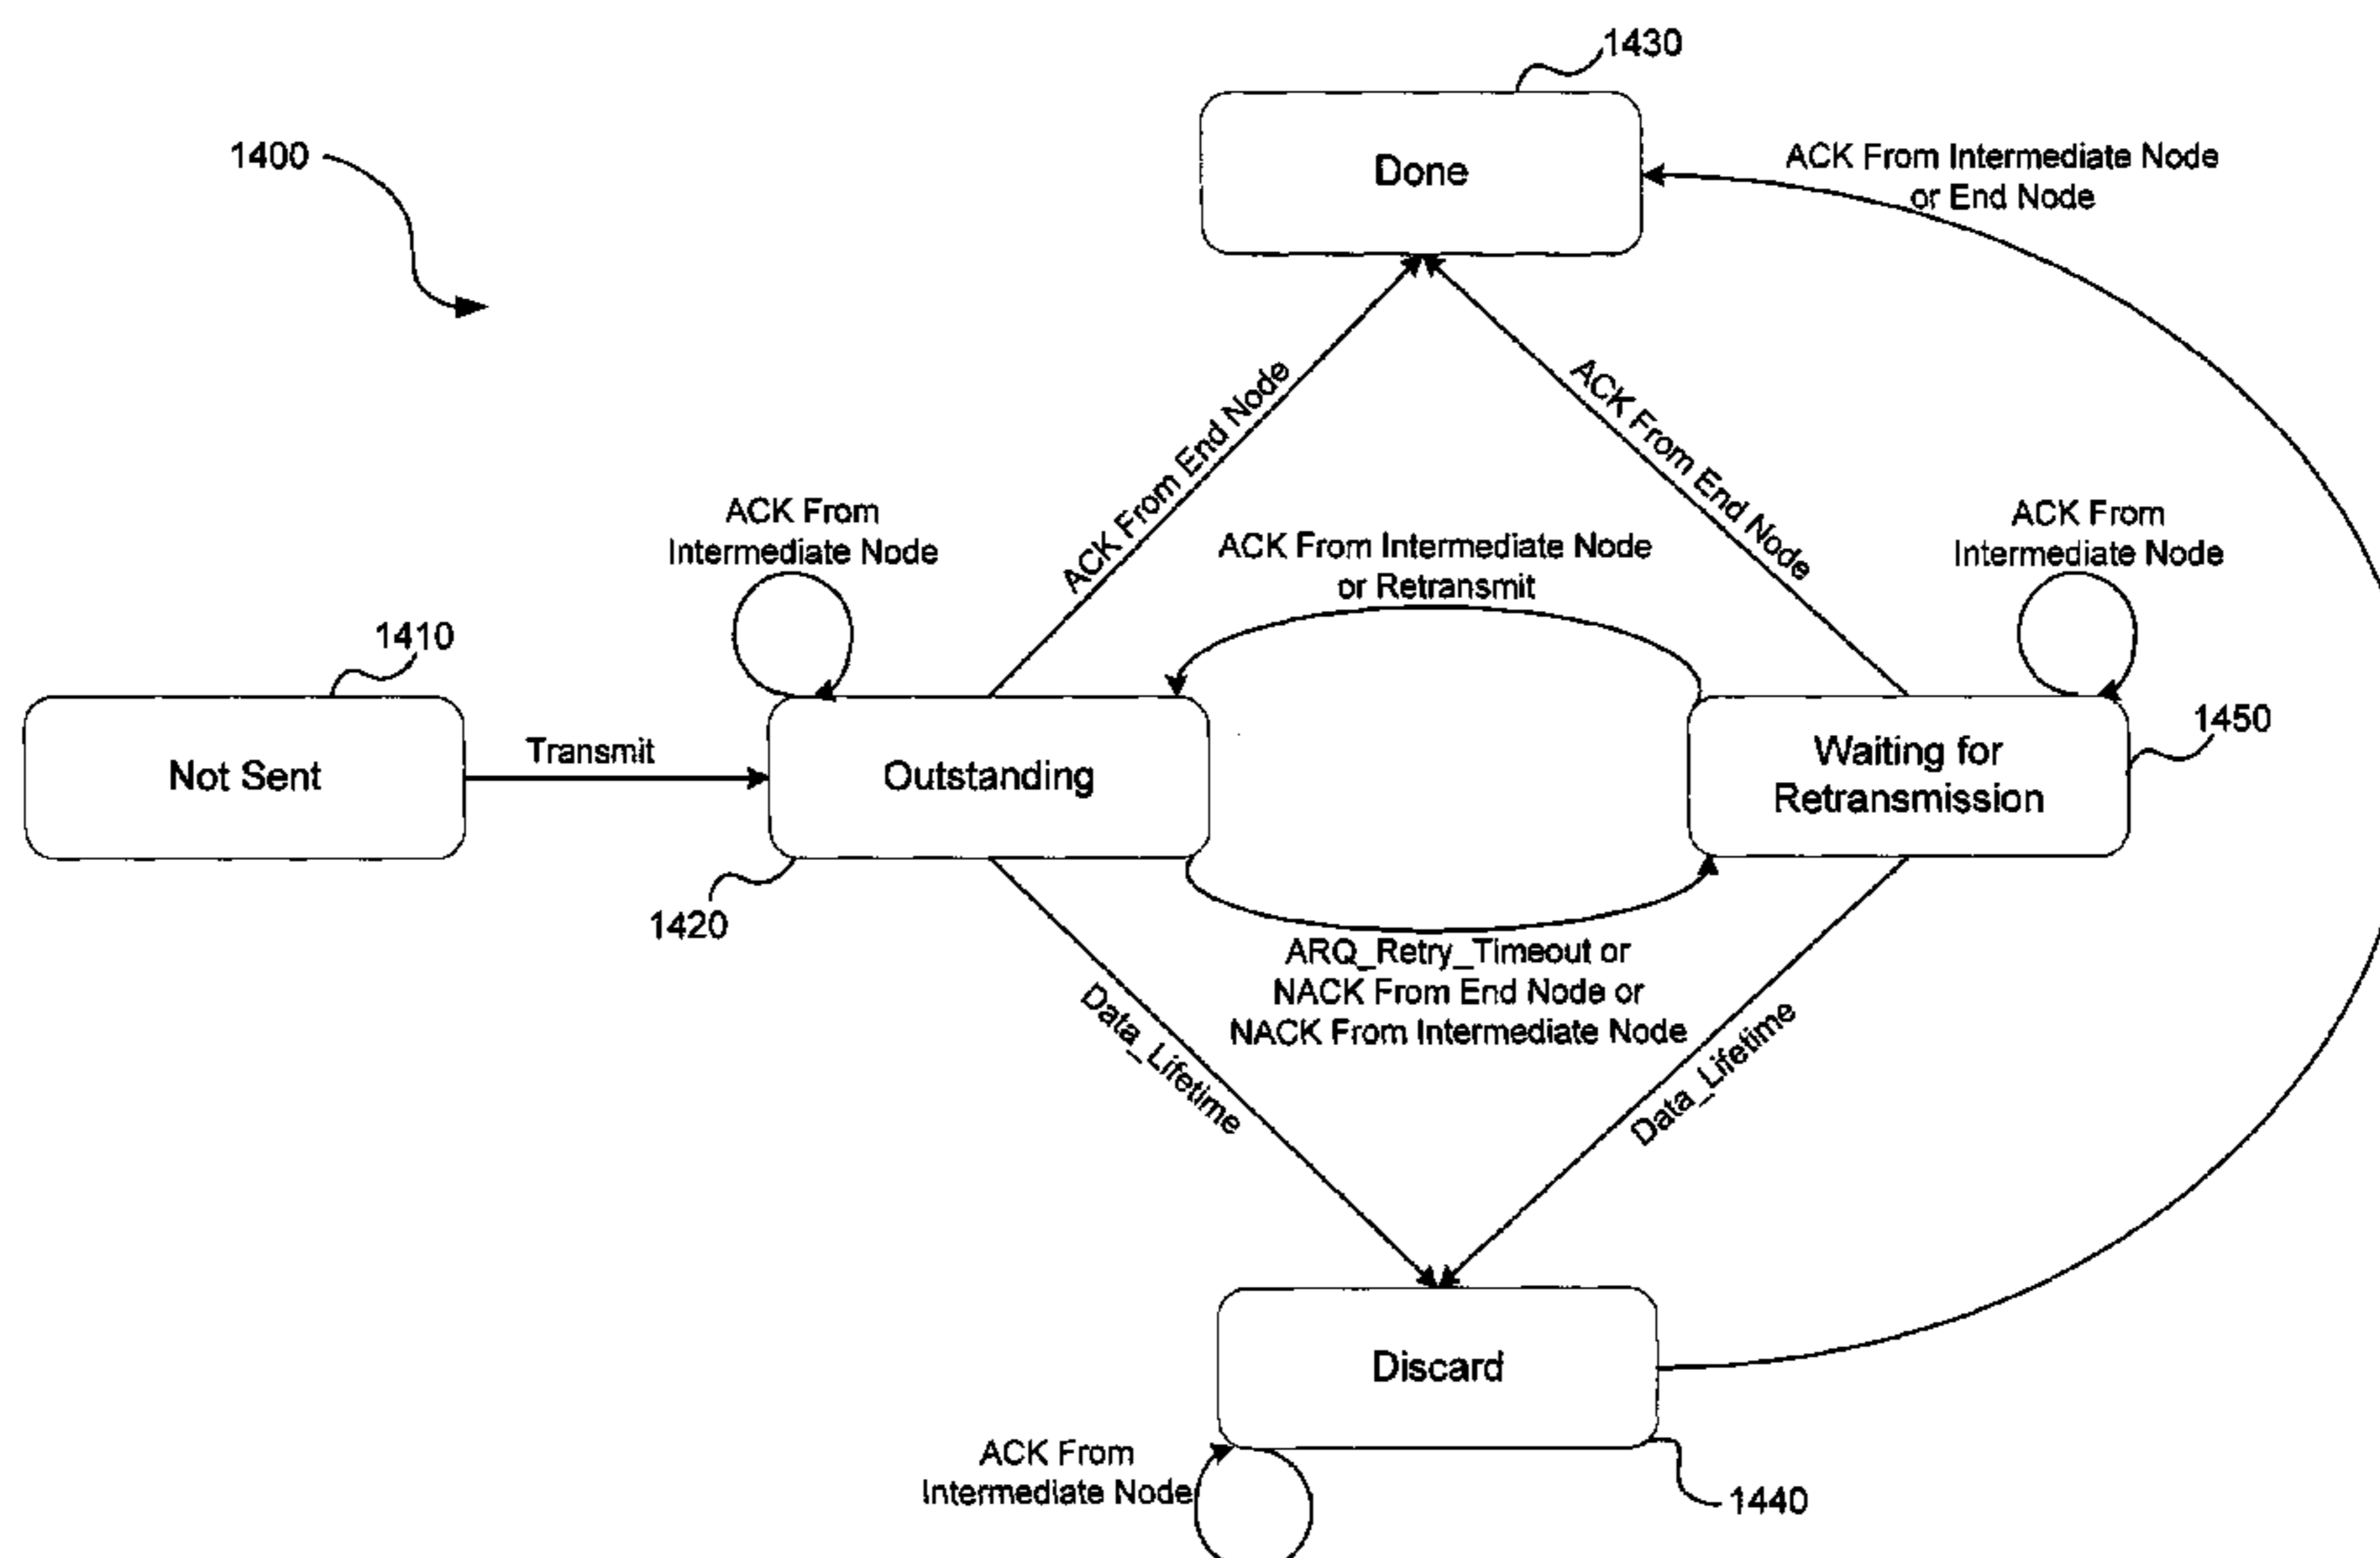 1430
1400
Done
ACK From Intermediate Node
or End Node
ACK From End Node
ACK From End Node
ACK From
Intermediate Node
ACK From Intermediate Node
or Retransmit
ACK From
Intermediate Node
1410
1450
Not Sent
Transmit
Outstanding
Waiting for
Retransmission
1420
ARQ_Retry_Timeout or
NACK From End Node or
NACK From Intermediate Node
Data_Lifetime
Data_Lifetime
Discard
ACK From
Intermediate Node
1440